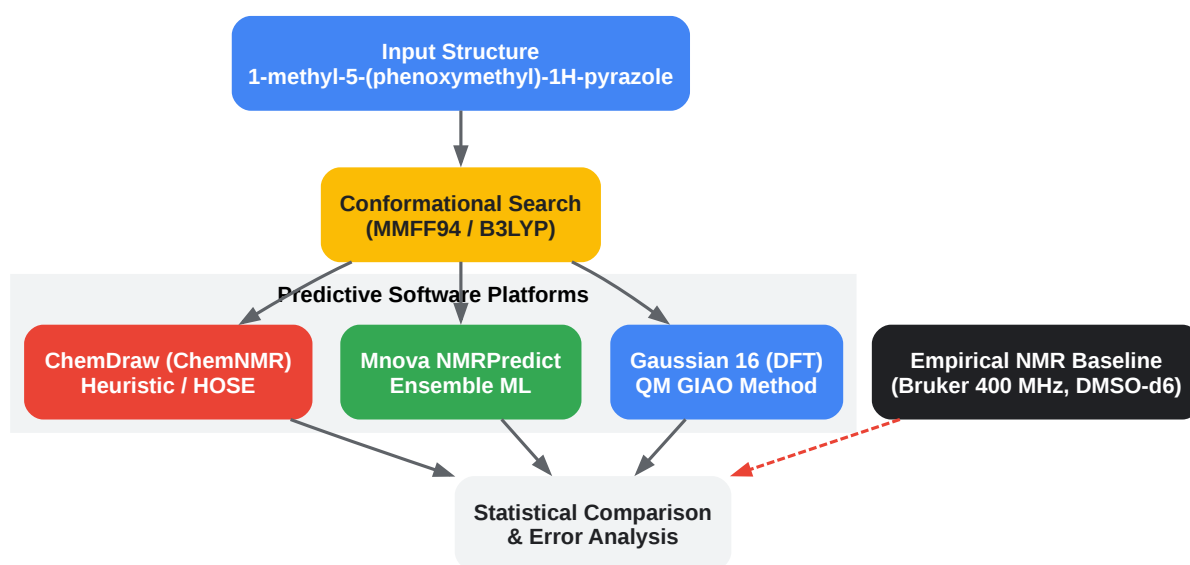 Input Structure
1-methyl-5-(phenoxymethyl)-1H-pyrazole
Conformational Search
(MMFF94 / B3LYP)
Predictive Software Platforms
ChemDraw (ChemNMR)
Heuristic / HOSE
Mnova NMRPredict
Ensemble ML
Gaussian 16 (DFT)
QM GIAO Method
Empirical NMR Baseline
(Bruker 400 MHz, DMSO-d6)
Statistical Comparison
& Error Analysis